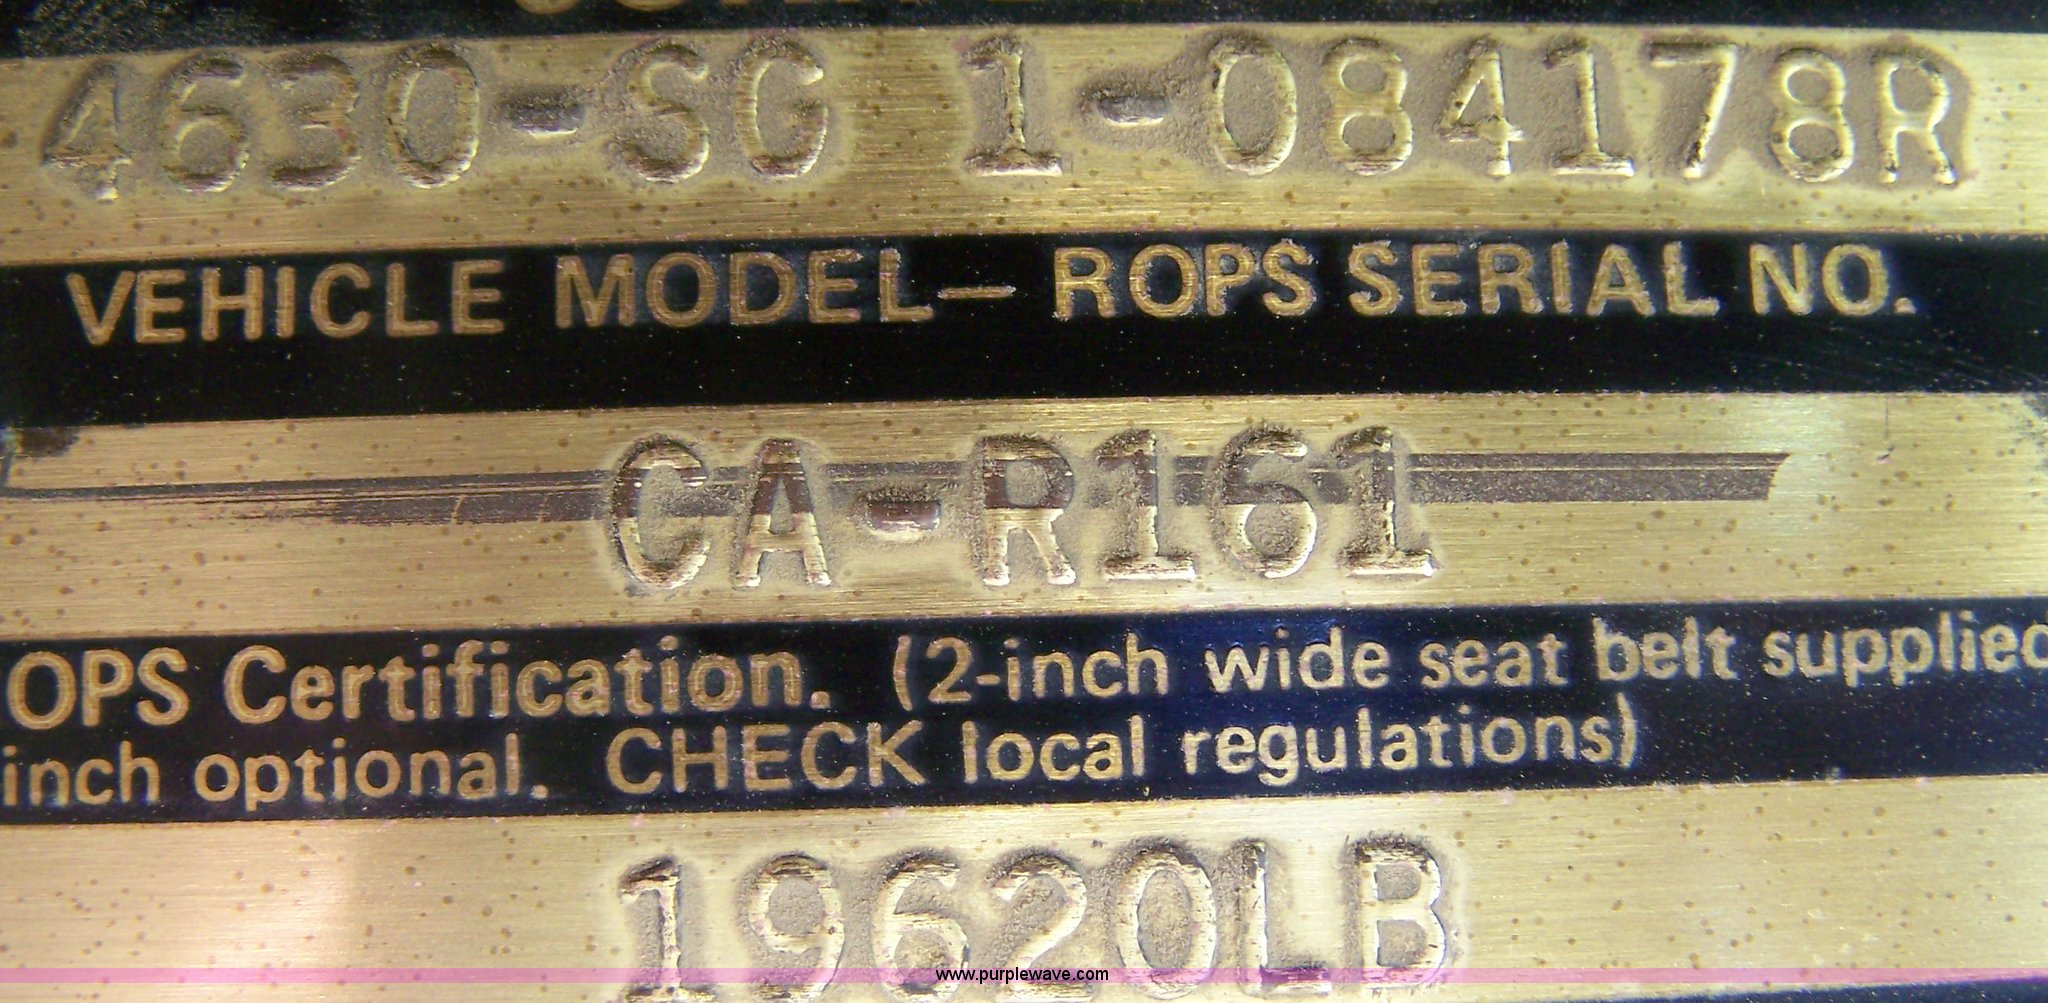 4630-SG 1-084178R
VEHICLE MODEL— ROPS SERIAL NO.
CA-R161
OPS Certification. (2-inch wide seat belt supplied
inch optional. CHECK local regulations)
19620LB
www.purplewave.com